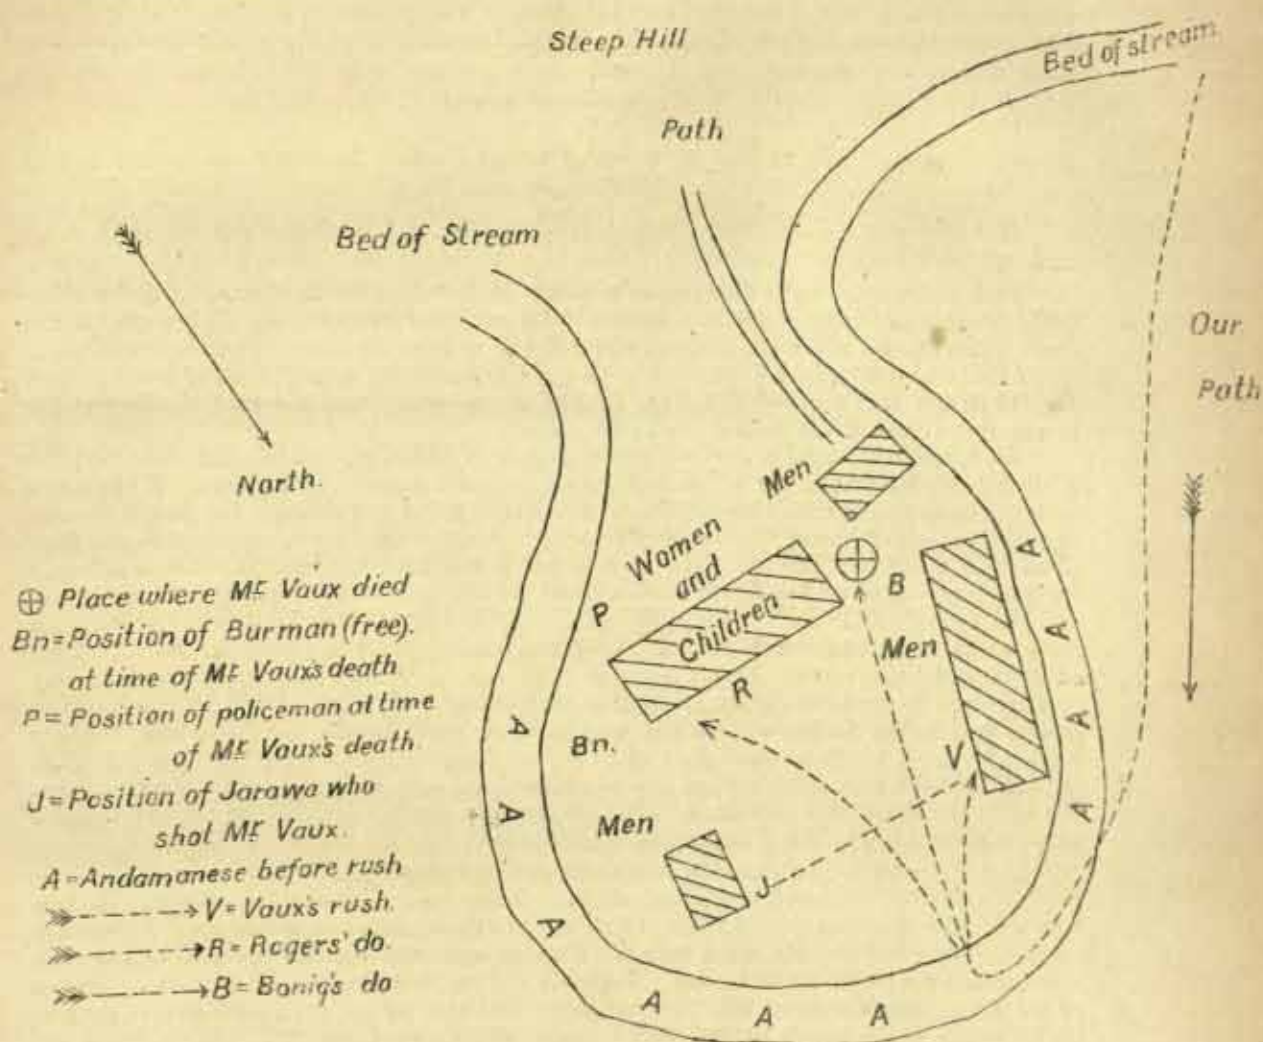 Steep Hill
Bed of stream.
Path
Bed of Stream
Our
Path
North.
Men
Women
and
Children
P
B
Men
R
A
A
A
A
V
Bn.
Men
J
A
A
A
A
A
A
⊕ Place where Mr Vaux died
Bn=Position of Burman (free).
at time of Mr Vaux's death
P= Position of policeman at time
of Mr Vaux's death.
J=Position of Jarawa who
shot Mr Vaux.
A=Andamanese before rush
V= Vaux's rush.
R= Rogers' do.
B= Bonig's do